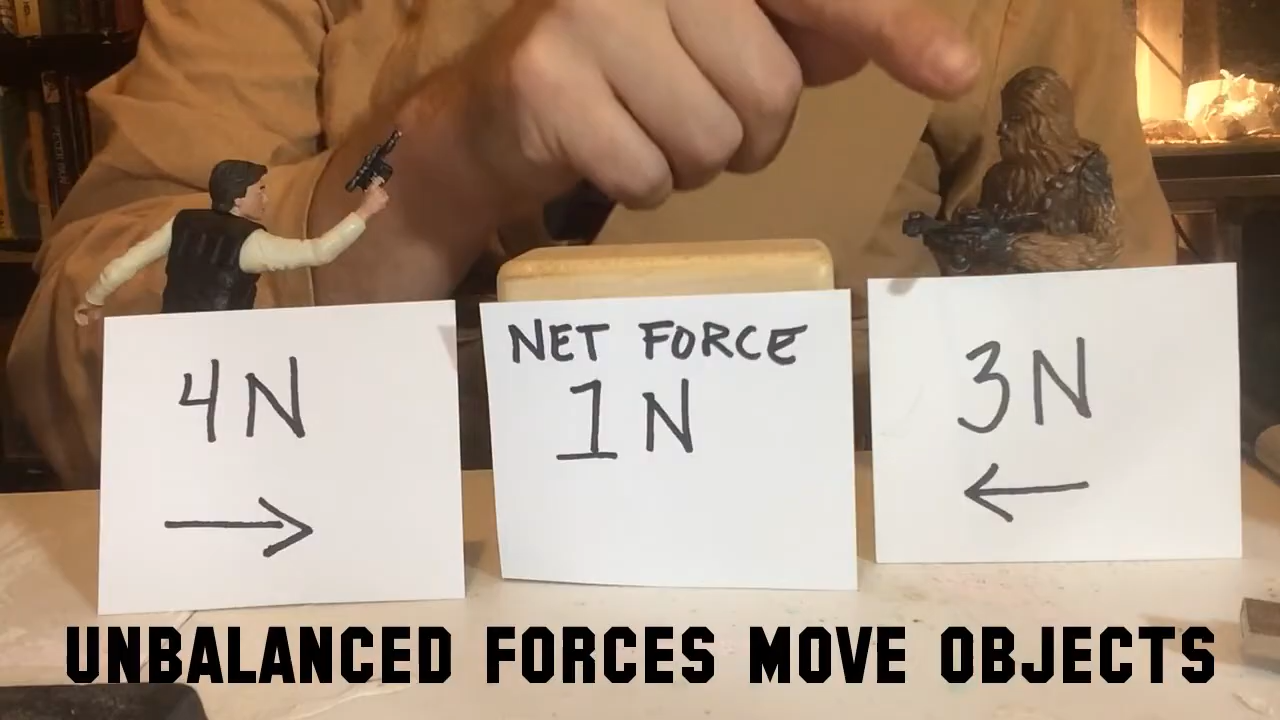 4N
→
NET FORCE
1N
3N
←
UNBALANCED FORCES MOVE OBJECTS